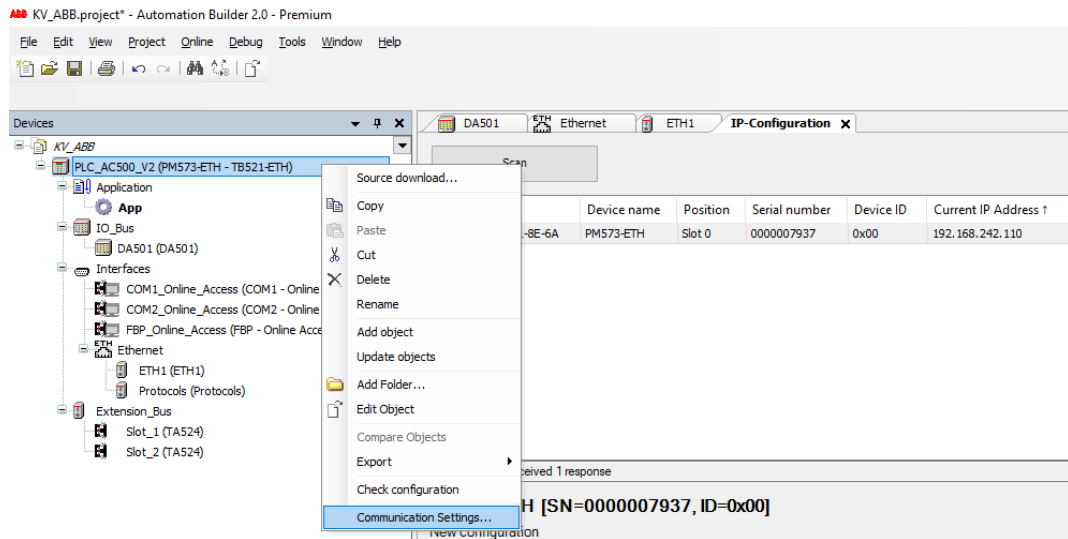 ABB KV_ABB.project* - Automation Builder 2.0 - Premium
File Edit View Project Online Debug Tools Window Help
Devices
KV_ABB
PLC_AC500_V2 (PM573-ETH - TB521-ETH)
Application
App
IO_Bus
DA501 (DA501)
Interfaces
COM1_Online_Access (COM1 - Online
COM2_Online_Access (COM2 - Online
FBP_Online_Access (FBP - Online Acce
ETH Ethernet
ETH1 (ETH1)
Protocols (Protocols)
Extension_Bus
Slot_1 (TA524)
Slot_2 (TA524)
Source download...
Copy
Paste
Cut
Delete
Rename
Add object
Update objects
Add Folder...
Edit Object
Compare Objects
Export
Check configuration
Communication Settings...
DA501 ETH Ethernet ETH1 IP-Configuration
Scan
Device name Position Serial number Device ID Current IP Address
-8E-6A PM573-ETH Slot 0 0000007937 0x00 192.168.242.110
ceived 1 response
H [SN=0000007937, ID=0x00]
New configuration